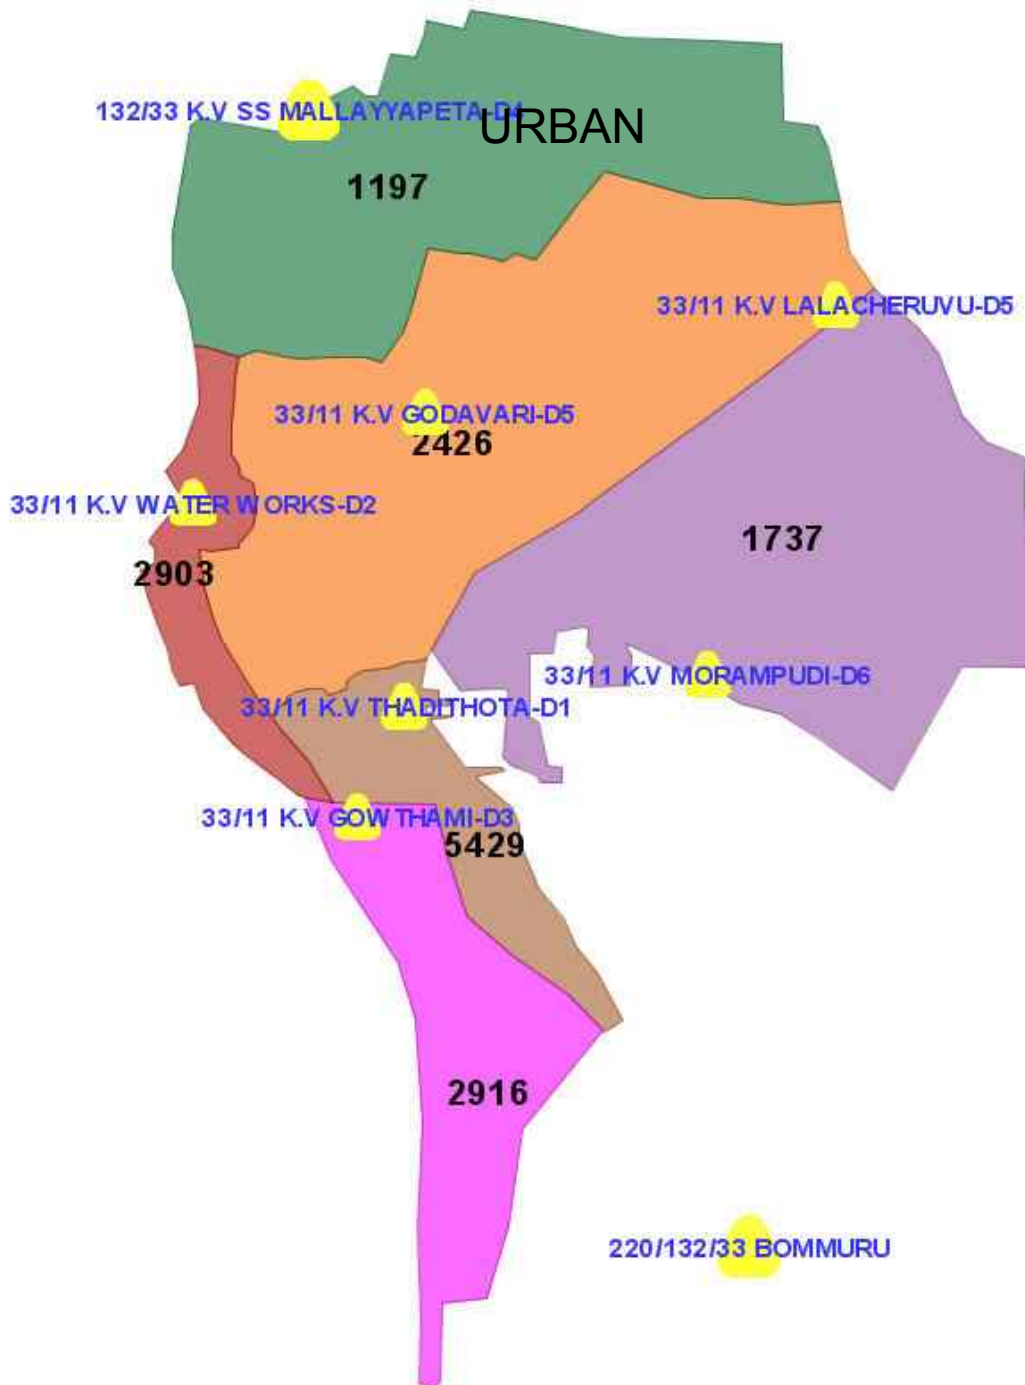 132/33 K.V SS MALLAYYAPETA-D4
URBAN
1197
33/11 K.V LALACHERUVU-D5
33/11 K.V GODAVARI-D5
2426
33/11 K.V WATER WORKS-D2
1737
2903
33/11 K.V MORAMPUDI-D6
33/11 K.V THADITHOTA-D1
33/11 K.V GOWTHAMI-D3
5429
2916
220/132/33 BOMMURU